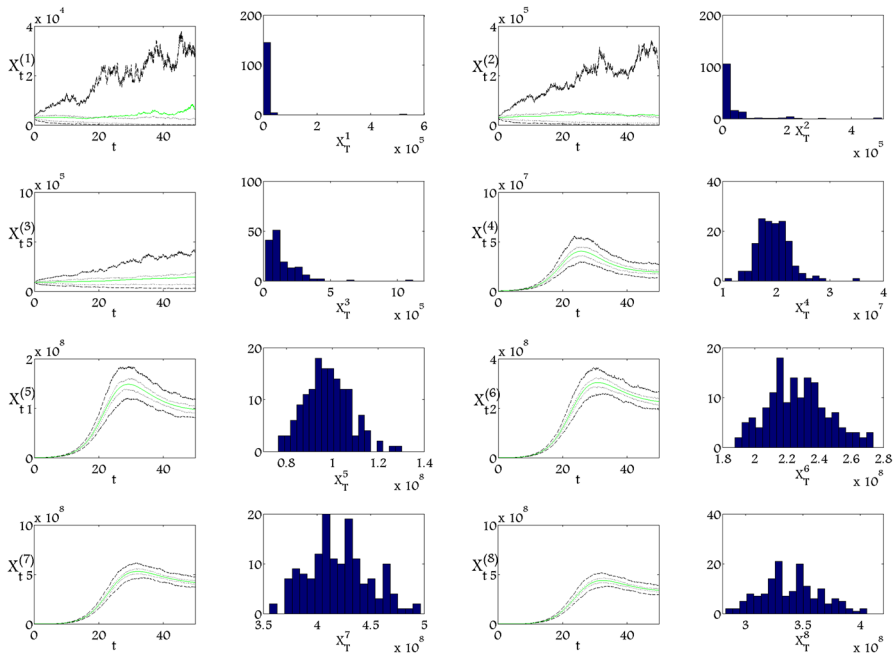 x 10^4
X_t^(1)
4
2
0
0 20 40
t
200
150
100
50
0
0 2 4 6
X_T^1
x 10^5
x 10^5
X_t^(2)
4
2
0
0 20 40
t
200
100
0
0 2 4
X_T^2
x 10^5
x 10^5
X_t^(3)
10
5
0
0 20 40
t
100
50
0
0 5 10
X_T^3
x 10^5
x 10^7
X_t^(4)
10
5
0
0 20 40
t
40
20
0
1 2 3 4
X_T^4
x 10^7
x 10^8
X_t^(5)
2
1
0
0 20 40
t
20
10
0
0.8 1 1.2 1.4
X_T^5
x 10^8
x 10^8
X_t^(6)
4
2
0
0 20 40
t
20
10
0
1.8 2 2.2 2.4 2.6 2.8
X_T^6
x 10^8
x 10^8
X_t^(7)
10
5
0
0 20 40
t
20
10
0
3.5 4 4.5 5
X_T^7
x 10^8
x 10^8
X_t^(8)
10
5
0
0 20 40
t
40
20
0
3 3.5 4
X_T^8
x 10^8